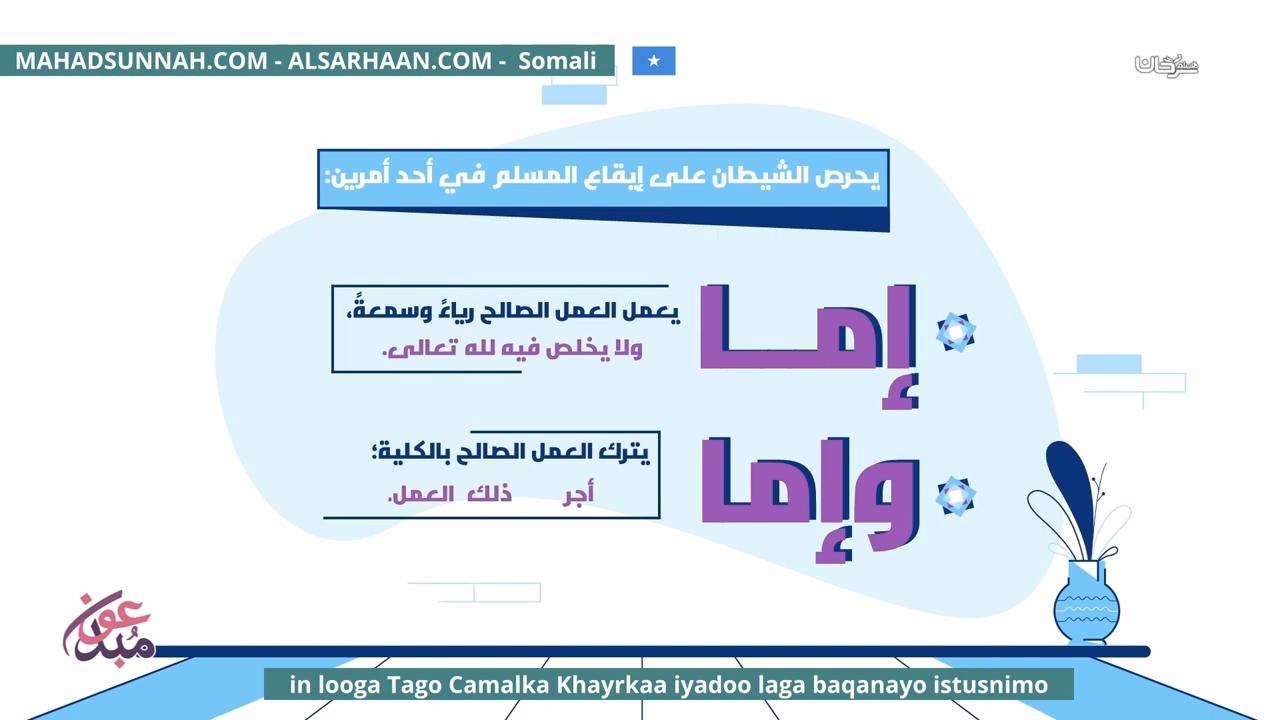 MAHADSUNNAH.COM - ALSARHAAN.COM - Somali
سرحان
يحرص الشيطان على إيقاع المسلم في أحد أمرين:
إما
يعمل العمل الصالح رياءً وسمعةً،
ولا يخلص فيه لله تعالى.
وإما
يترك العمل الصالح بالكلية؛
أجر ذلك العمل.
مبدعون
in looga Tago Camalka Khayrkaa iyadoo laga baqanayo istusnimo